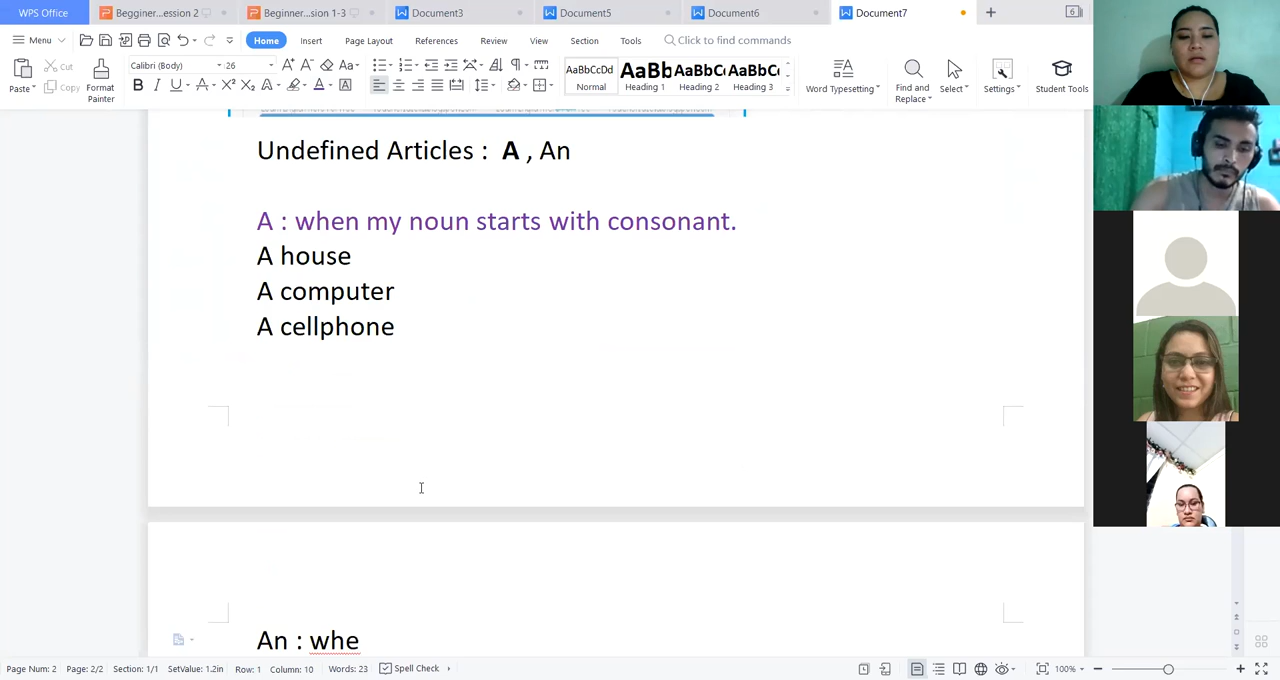 WPS Office Begginer...ession 2 Beginner...sion 1-3 Document3 Document5 Document6 Document7 6
Menu Home Insert Page Layout References Review View Section Tools Click to find commands
Paste Cut Copy Format Painter Calibri (Body) 26 AaBbCcDd Normal AaBb Heading 1 AaBbC Heading 2 AaBbC Heading 3 Word Typesetting Find and Replace Select Settings Student Tools
Undefined Articles : A , An
A : when my noun starts with consonant.
A house
A computer
A cellphone
An : whe
Page Num: 2 Page: 2/2 Section: 1/1 SetValue: 1.2in Row: 1 Column: 10 Words: 23 Spell Check 100%